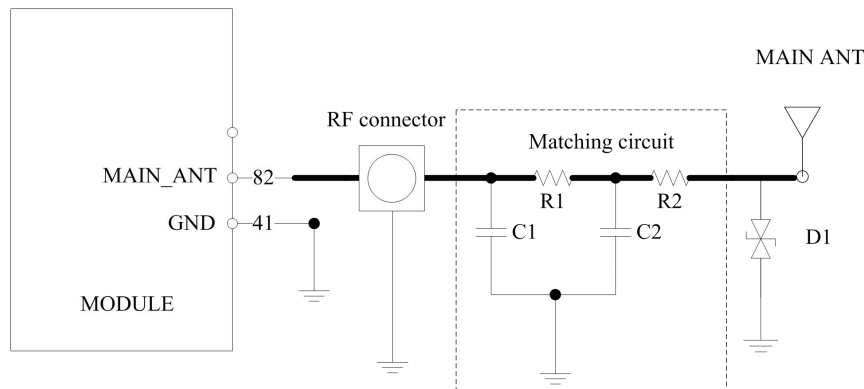 MAIN ANT
RF connector
Matching circuit
MAIN_ANT
82
R1
R2
GND
41
C1
C2
D1
MODULE